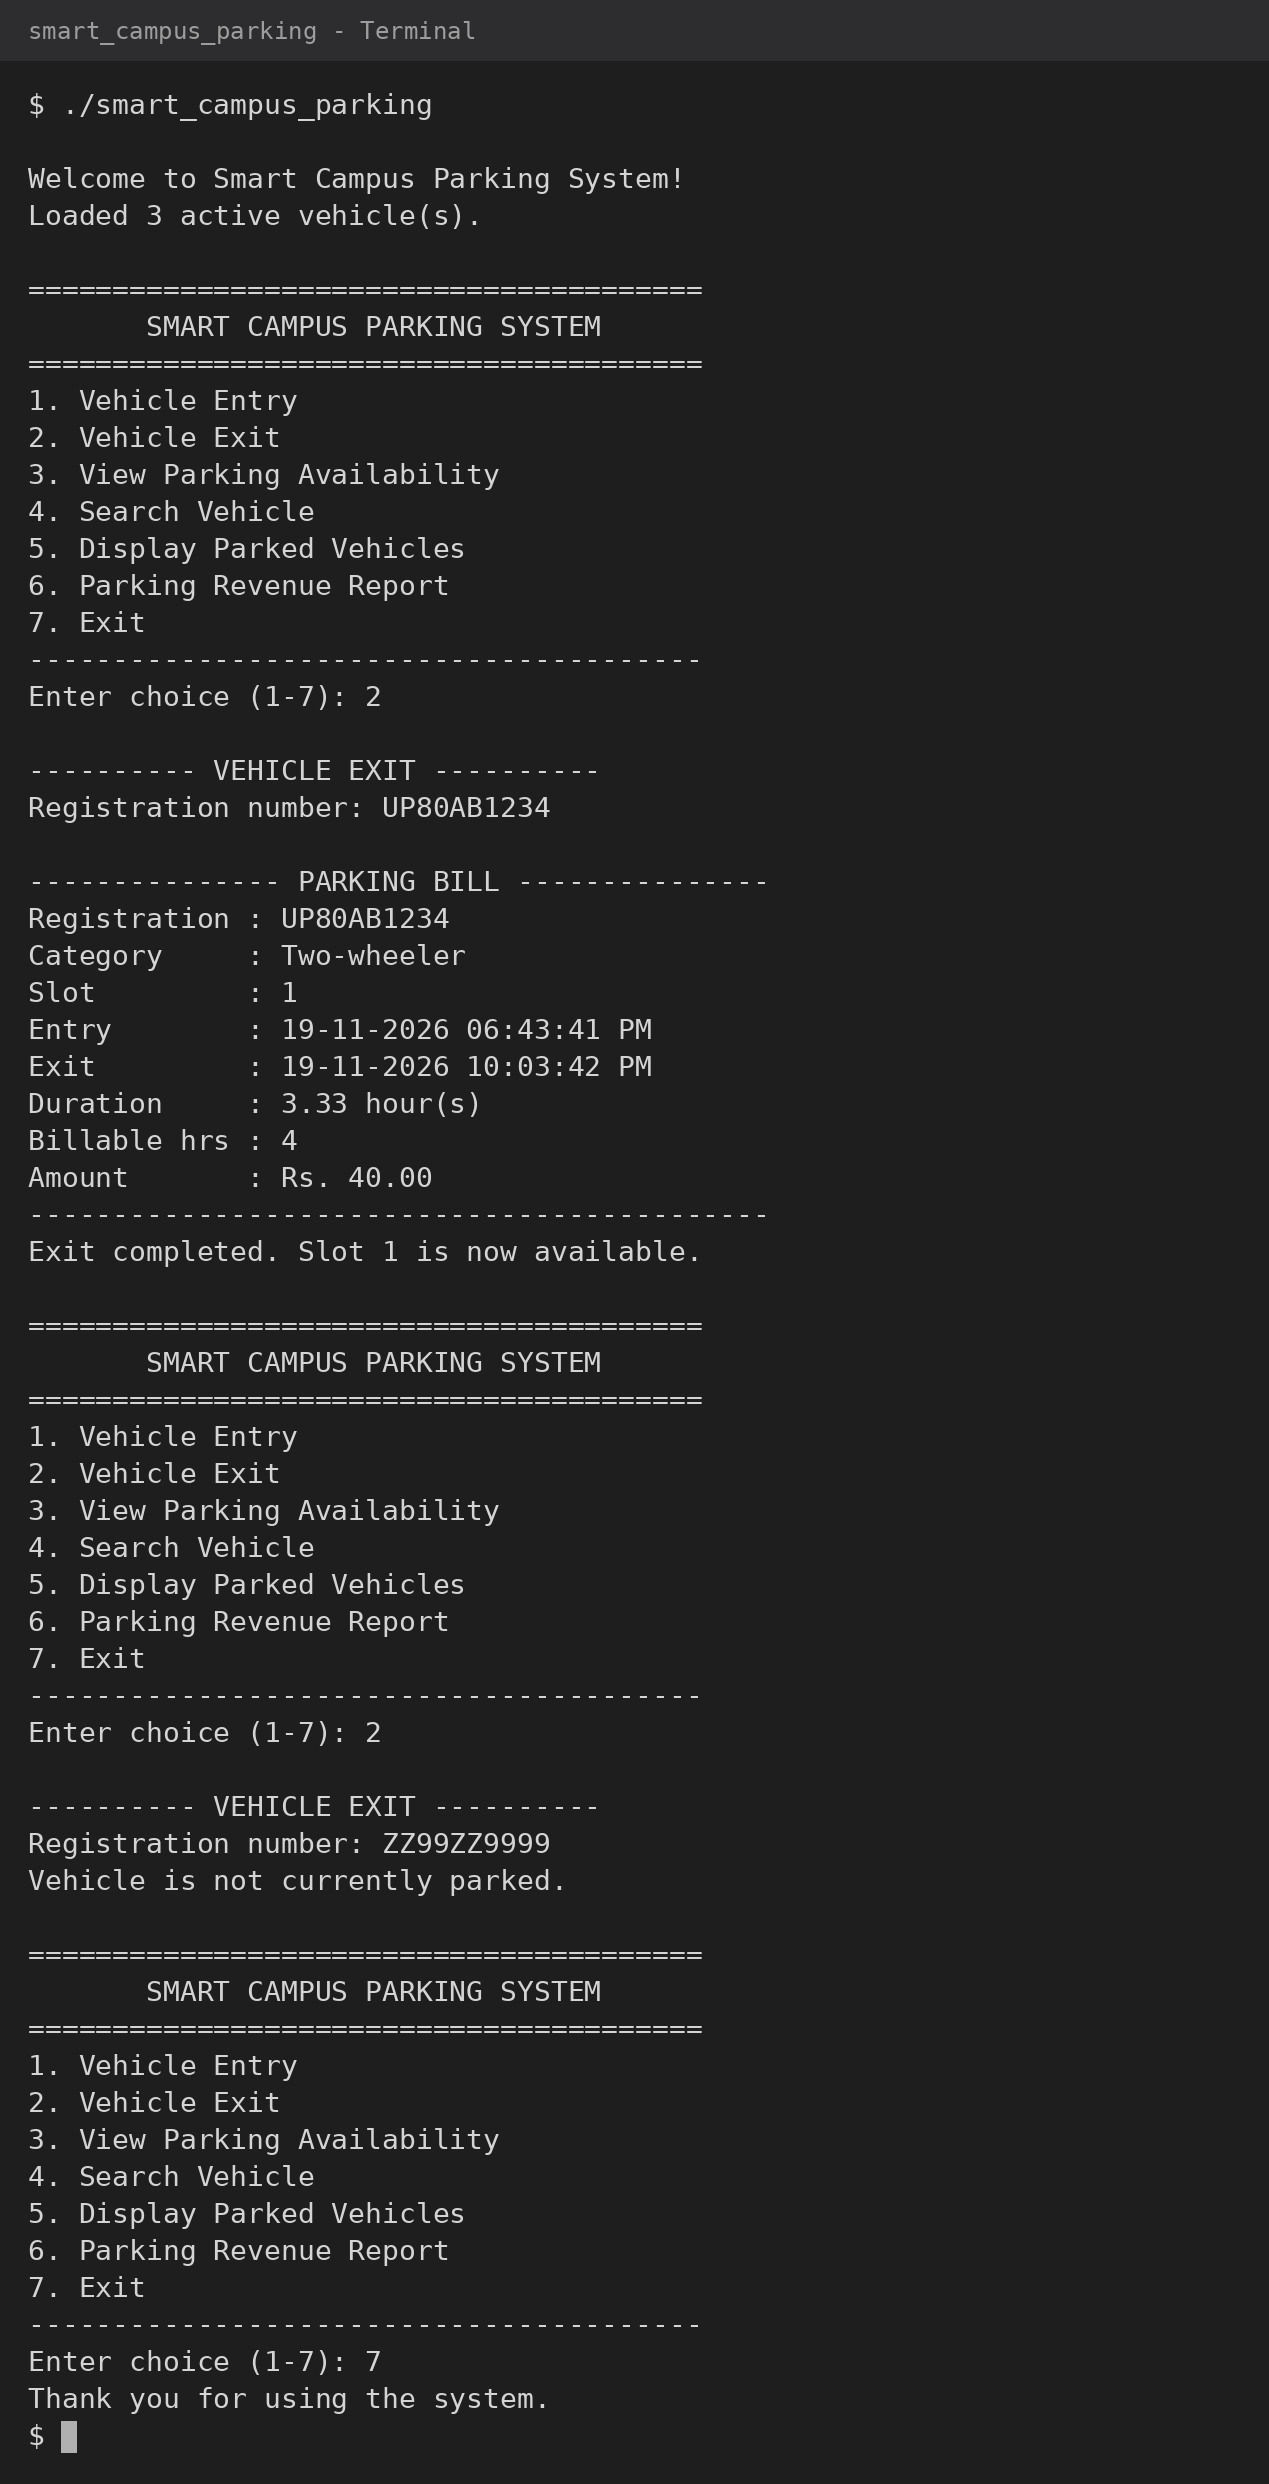 smart_campus_parking - Terminal
$ ./smart_campus_parking
Welcome to Smart Campus Parking System!
Loaded 3 active vehicle(s).
========================================
       SMART CAMPUS PARKING SYSTEM
========================================
1. Vehicle Entry
2. Vehicle Exit
3. View Parking Availability
4. Search Vehicle
5. Display Parked Vehicles
6. Parking Revenue Report
7. Exit
----------------------------------------
Enter choice (1-7): 2
---------- VEHICLE EXIT ----------
Registration number: UP80AB1234
--------------- PARKING BILL ---------------
Registration : UP80AB1234
Category     : Two-wheeler
Slot         : 1
Entry        : 19-11-2026 06:43:41 PM
Exit         : 19-11-2026 10:03:42 PM
Duration     : 3.33 hour(s)
Billable hrs : 4
Amount       : Rs. 40.00
--------------------------------------------
Exit completed. Slot 1 is now available.
========================================
       SMART CAMPUS PARKING SYSTEM
========================================
1. Vehicle Entry
2. Vehicle Exit
3. View Parking Availability
4. Search Vehicle
5. Display Parked Vehicles
6. Parking Revenue Report
7. Exit
----------------------------------------
Enter choice (1-7): 2
---------- VEHICLE EXIT ----------
Registration number: ZZ99ZZ9999
Vehicle is not currently parked.
========================================
       SMART CAMPUS PARKING SYSTEM
========================================
1. Vehicle Entry
2. Vehicle Exit
3. View Parking Availability
4. Search Vehicle
5. Display Parked Vehicles
6. Parking Revenue Report
7. Exit
----------------------------------------
Enter choice (1-7): 7
Thank you for using the system.
$